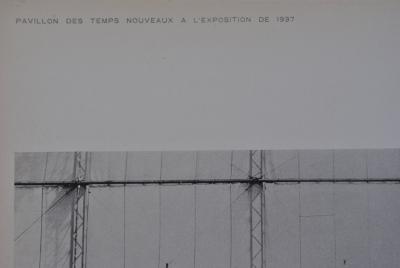 PAVILLON DES TEMPS NOUVEAUX A L'EXPOSITION DE 1937